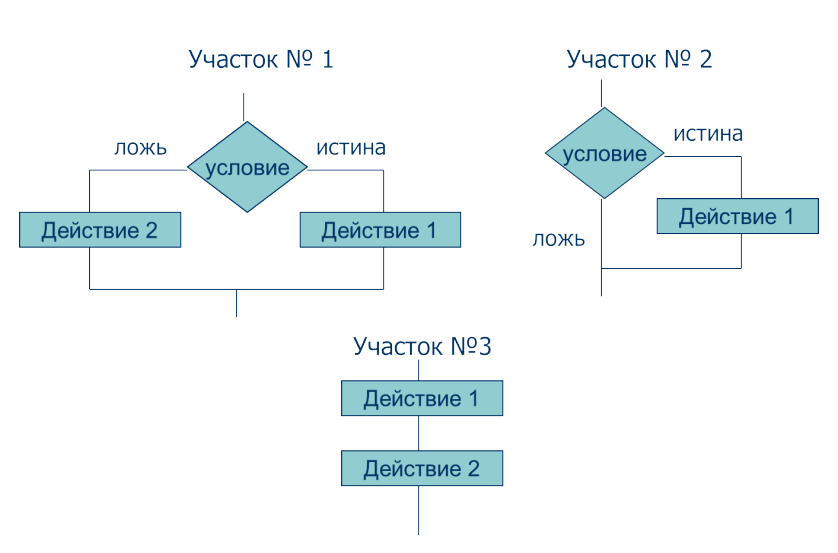 Участок № 1
Участок № 2
ложь
истина
условие
Действие 2
Действие 1
истина
условие
Действие 1
ложь
Участок №3
Действие 1
Действие 2